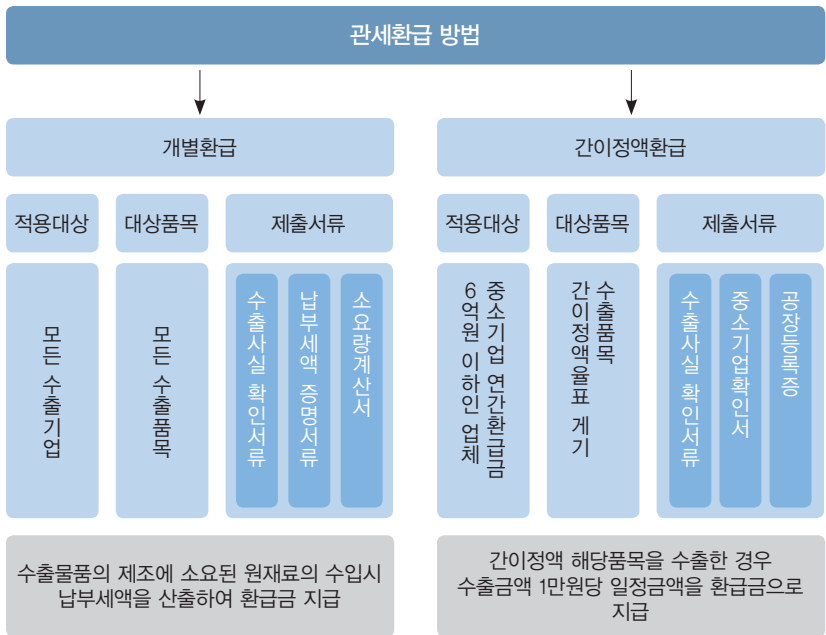 관세환급 방법
개별환급
적용대상
대상품목
제출서류
모든 수출기업
모든 수출품목
수출사실 확인서류
납부세액 증명서류
소요량계산서
수출물품의 제조에 소요된 원재료의 수입시
납부세액을 산출하여 환급금 지급
간이정액환급
적용대상
대상품목
제출서류
중소기업 연간환급금
6억원 이하인 업체
수출품목
간이정액율표 게기
수출사실 확인서류
중소기업확인서
공장등록증
간이정액 해당품목을 수출한 경우
수출금액 1만원당 일정금액을 환급금으로
지급